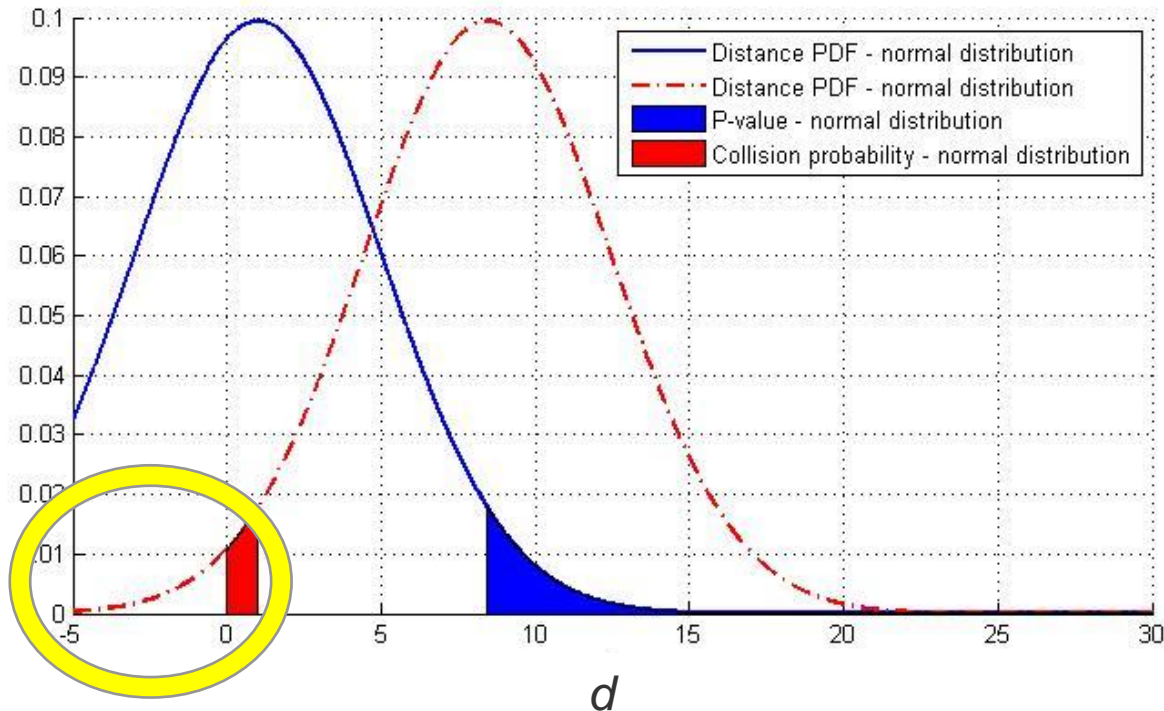 0.1
Distance PDF - normal distribution
0.09
Distance PDF - normal distribution
P-value - normal distribution
0.08
Collision probability - normal distribution
0.07
0.06
0.05
0.04
0.03
0.02
.01
0
-5 0 5 10 15 20 25 30
d